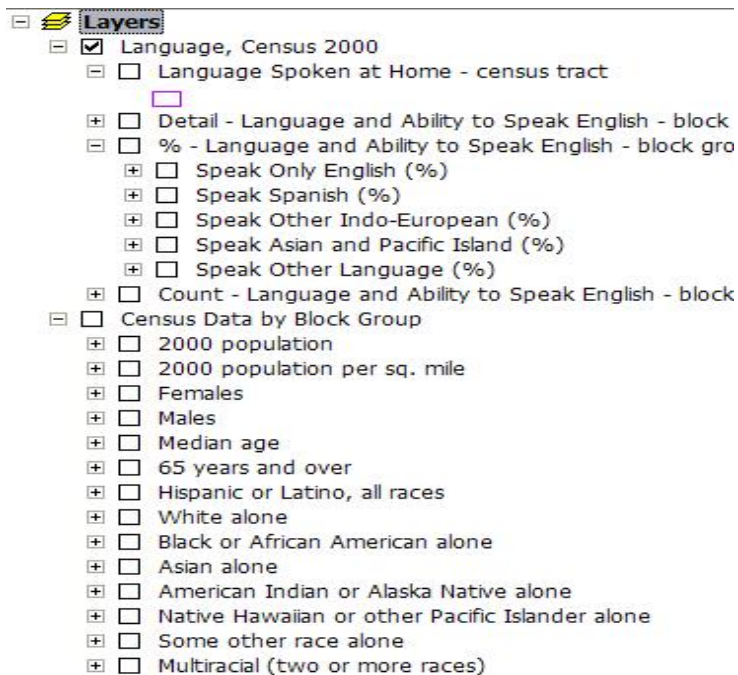 Layers
Language, Census 2000
Language Spoken at Home - census tract
Detail - Language and Ability to Speak English - block
% - Language and Ability to Speak English - block gro
Speak Only English (%)
Speak Spanish (%)
Speak Other Indo-European (%)
Speak Asian and Pacific Island (%)
Speak Other Language (%)
Count - Language and Ability to Speak English - block
Census Data by Block Group
2000 population
2000 population per sq. mile
Females
Males
Median age
65 years and over
Hispanic or Latino, all races
White alone
Black or African American alone
Asian alone
American Indian or Alaska Native alone
Native Hawaiian or other Pacific Islander alone
Some other race alone
Multiracial (two or more races)